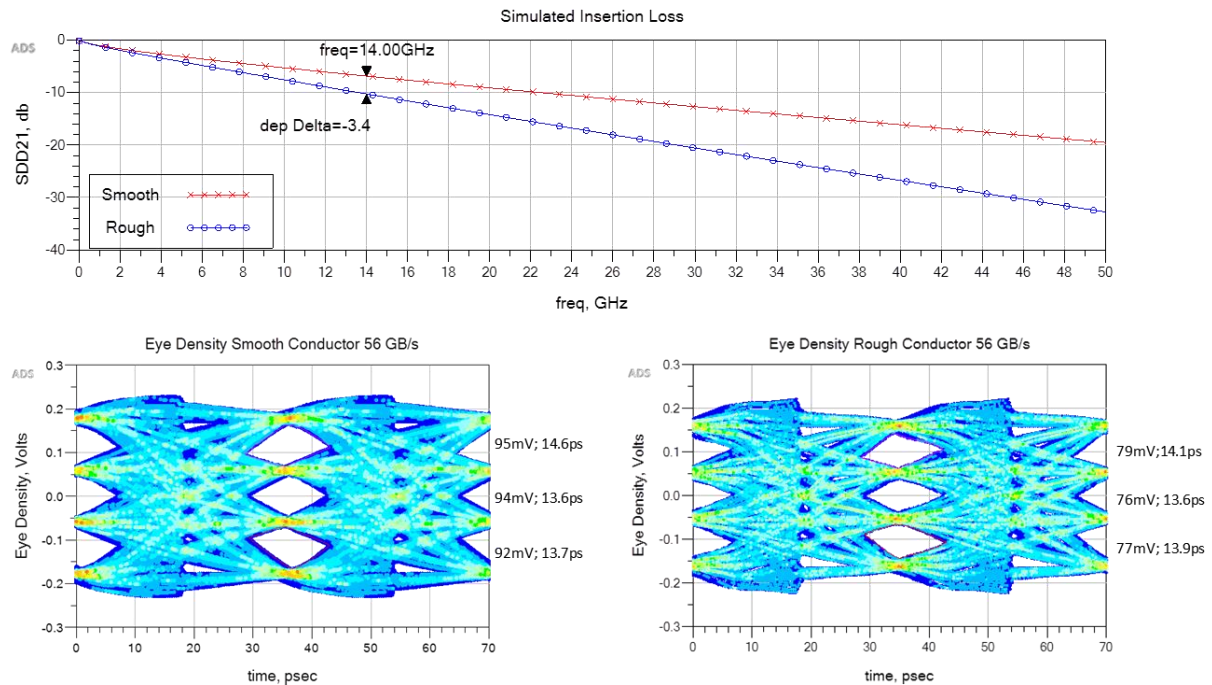 Simulated Insertion Loss
ADS
freq=14.00GHz
dep Delta=-3.4
SDD21, db
0
-10
-20
-30
-40
Smooth
Rough
0 2 4 6 8 10 12 14 16 18 20 22 24 26 28 30 32 34 36 38 40 42 44 46 48 50
freq, GHz
Eye Density Smooth Conductor 56 GB/s
ADS
Eye Density, Volts
0.3
0.2
0.1
0.0
-0.1
-0.2
-0.3
95mV; 14.6ps
94mV; 13.6ps
92mV; 13.7ps
0 10 20 30 40 50 60 70
time, psec
Eye Density Rough Conductor 56 GB/s
ADS
Eye Density, Volts
0.3
0.2
0.1
0.0
-0.1
-0.2
-0.3
79mV;14.1ps
76mV; 13.6ps
77mV; 13.9ps
0 10 20 30 40 50 60 70
time, psec